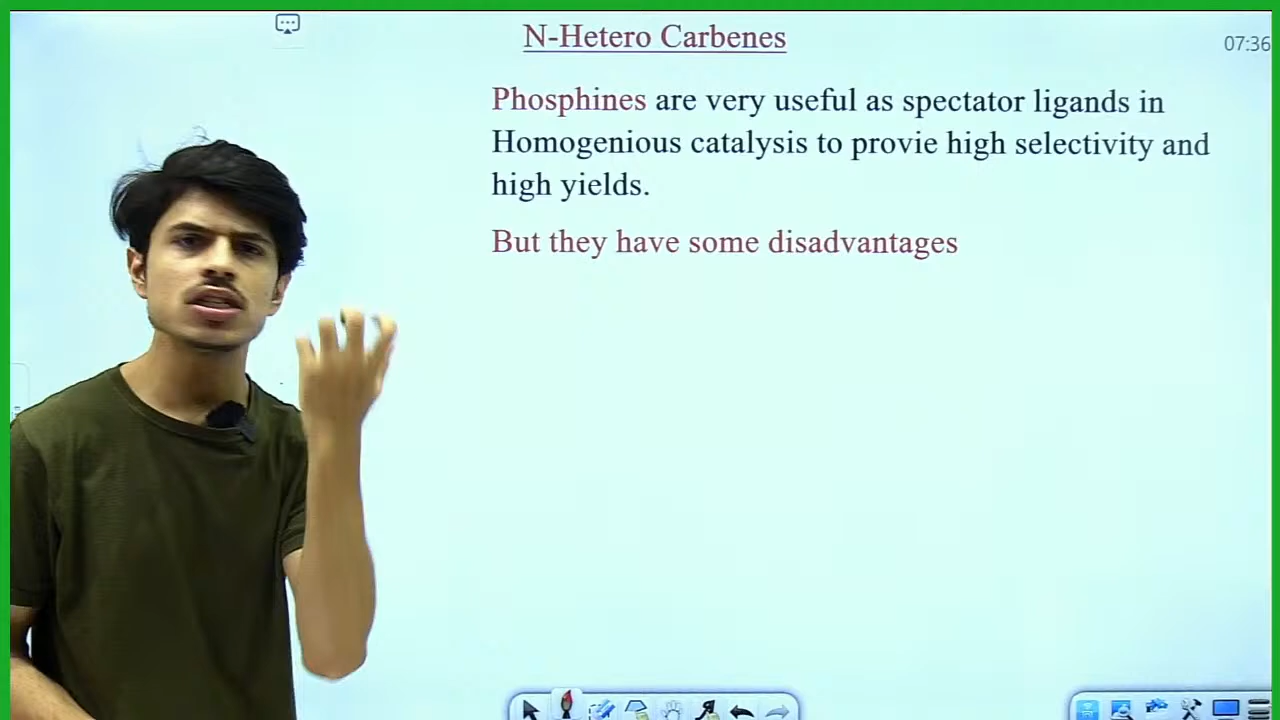 N-Hetero Carbenes
07:36
Phosphines are very useful as spectator ligands in
Homogenious catalysis to provie high selectivity and
high yields.
But they have some disadvantages